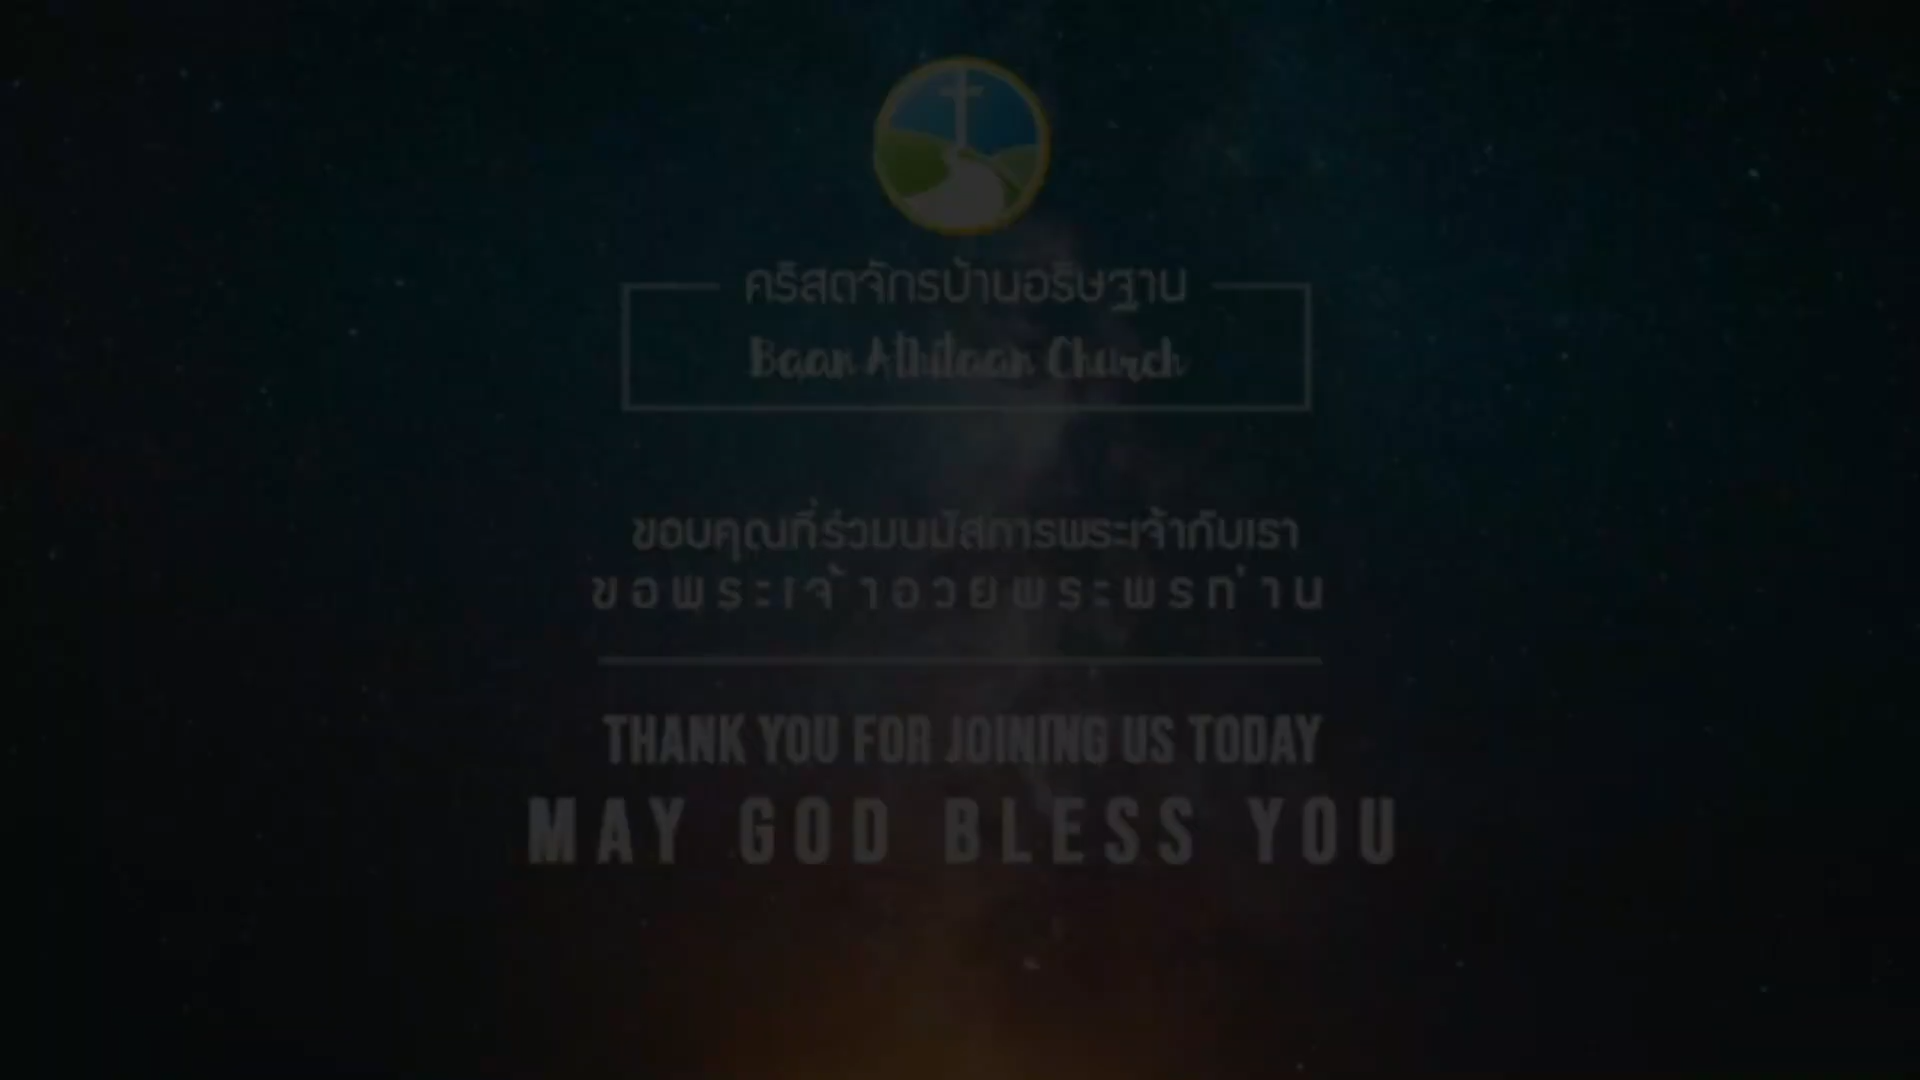 คริสตจักรบ้านอธิษฐาน
Baan Athitaan Church
ขอบคุณที่ร่วมนมัสการพระเจ้ากับเรา
ขอพระเจ้าอวยพระพรท่าน
THANK YOU FOR JOINING US TODAY
MAY GOD BLESS YOU